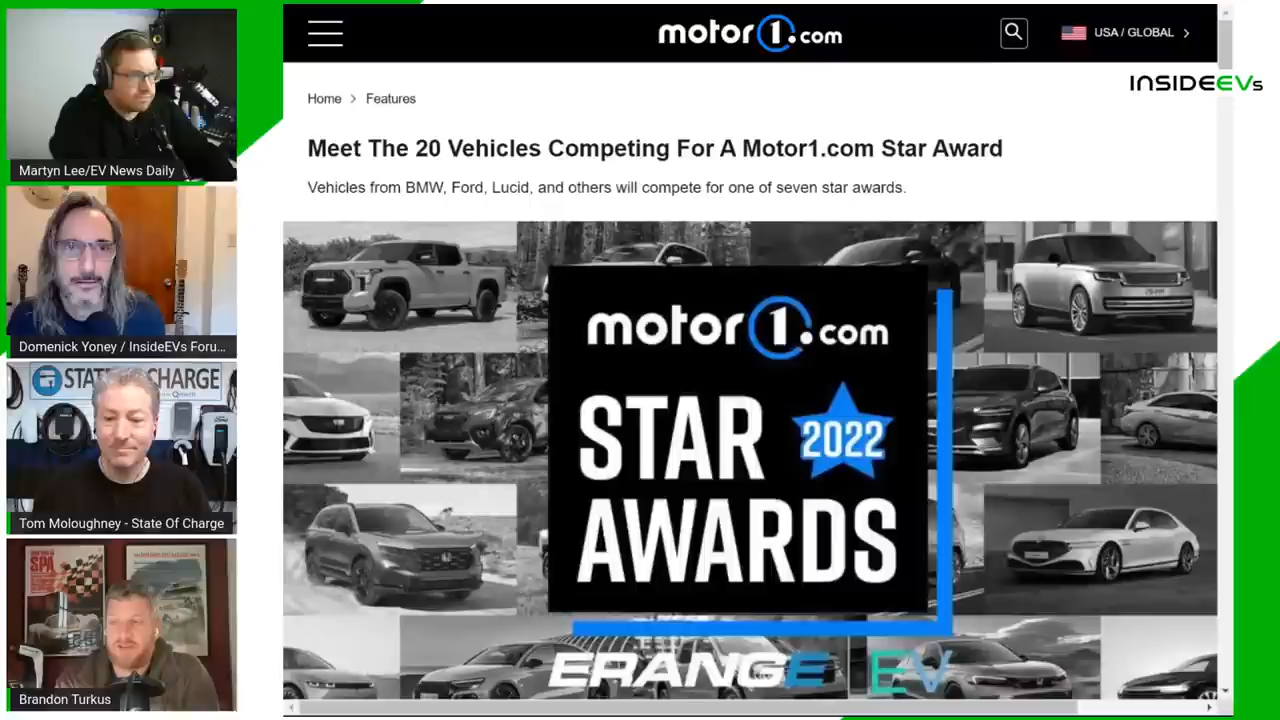 motor1.com
USA / GLOBAL
INSIDEEVs
Home > Features
Meet The 20 Vehicles Competing For A Motor1.com Star Award
Vehicles from BMW, Ford, Lucid, and others will compete for one of seven star awards.
motor1.com
STAR
2022
AWARDS
ERANGE EV
Martyn Lee/EV News Daily
Domenick Yoney / InsideEVs Foru...
STATE OF CHARGE
Tom Moloughney - State Of Charge
SPA
Brandon Turkus